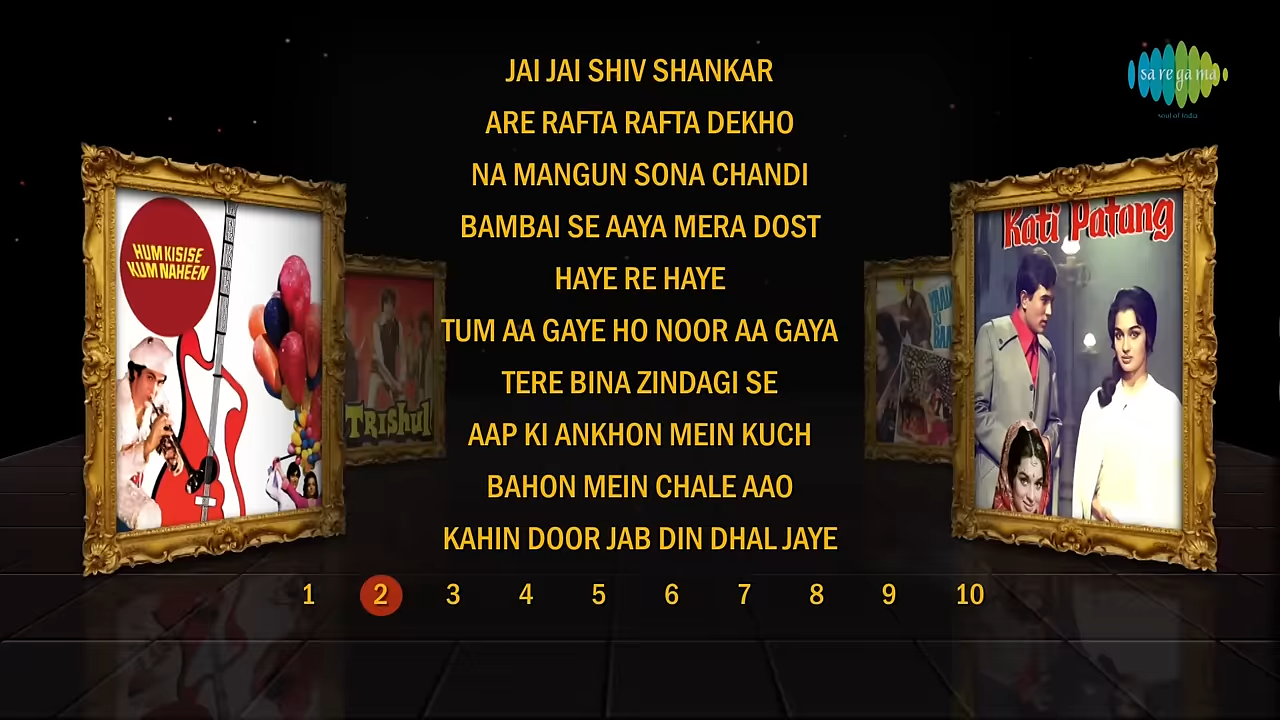 JAI JAI SHIV SHANKAR
ARE RAFTA RAFTA DEKHO
NA MANGUN SONA CHANDI
BAMBAI SE AAYA MERA DOST
HAYE RE HAYE
TUM AA GAYE HO NOOR AA GAYA
TERE BINA ZINDAGI SE
AAP KI ANKHON MEIN KUCH
BAHON MEIN CHALE AAO
KAHIN DOOR JAB DIN DHAL JAYE
1 2 3 4 5 6 7 8 9 10
sa re ga ma
soul of India
HUM KISISE
KUM NAHEEN
TRISHUL
Kati Patang